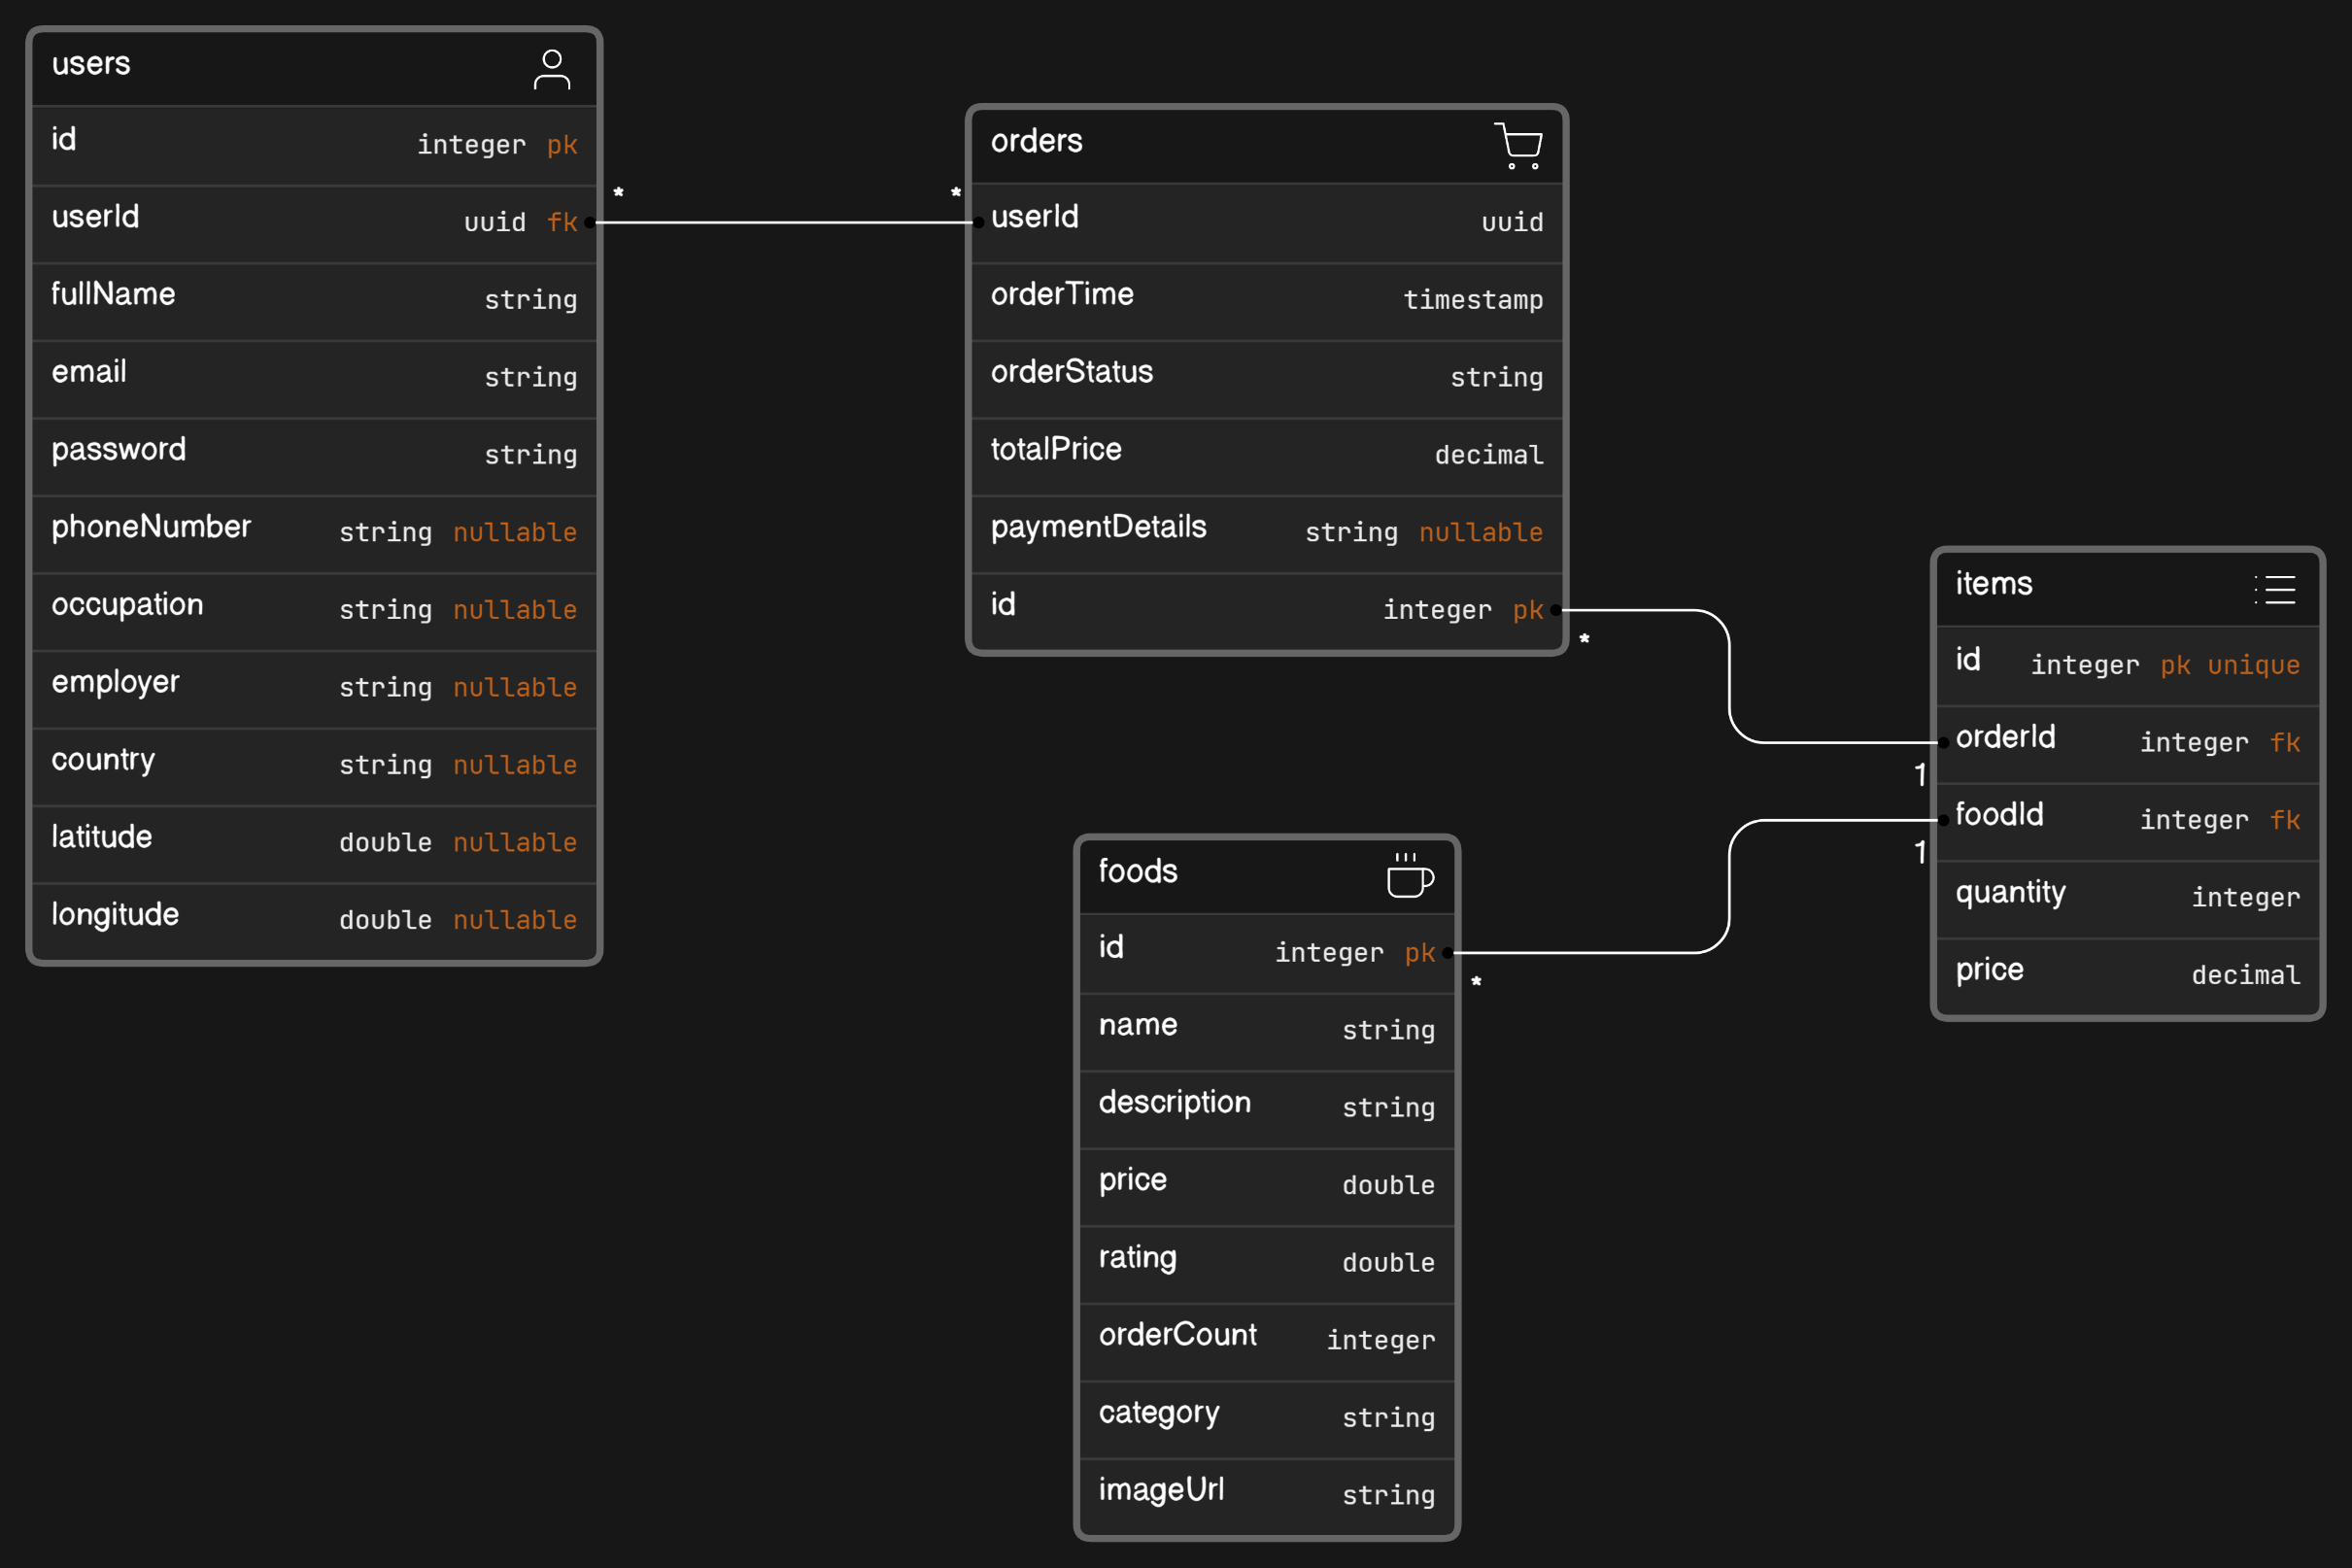 users
id integer pk
userId uuid fk
fullName string
email string
password string
phoneNumber string nullable
occupation string nullable
employer string nullable
country string nullable
latitude double nullable
longitude double nullable
* *
orders
userId uuid
orderTime timestamp
orderStatus string
totalPrice decimal
paymentDetails string nullable
id integer pk
*
items
id integer pk unique
orderId integer fk
1
foodId integer fk
1
quantity integer
price decimal
foods
id integer pk
*
name string
description string
price double
rating double
orderCount integer
category string
imageUrl string